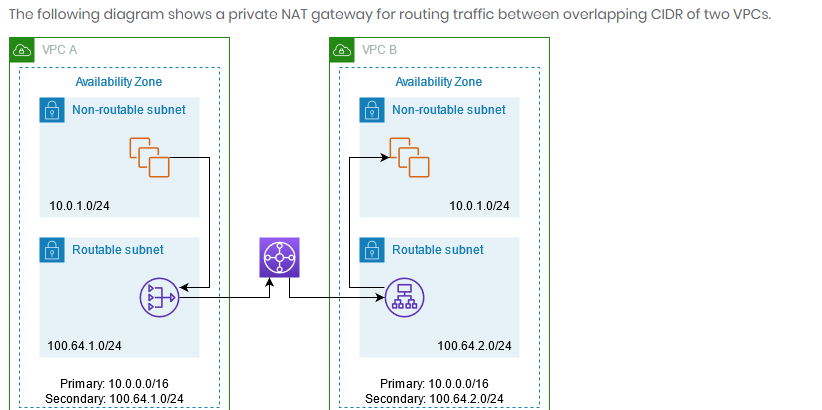 The following diagram shows a private NAT gateway for routing traffic between overlapping CIDR of two VPCs.
VPC A
VPC B
Availability Zone
Availability Zone
Non-routable subnet
Non-routable subnet
10.0.1.0/24
10.0.1.0/24
Routable subnet
Routable subnet
100.64.1.0/24
100.64.2.0/24
Primary: 10.0.0.0/16
Secondary: 100.64.1.0/24
Primary: 10.0.0.0/16
Secondary: 100.64.2.0/24